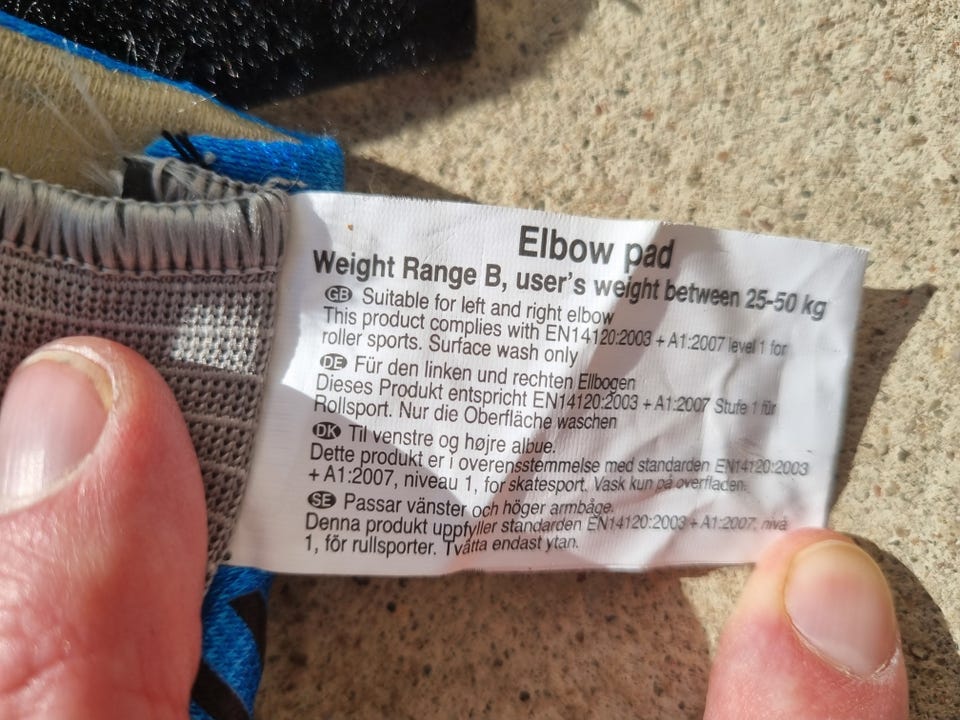 Elbow pad
Weight Range B, user's weight between 25-50 kg
GB Suitable for left and right elbow
This product complies with EN14120:2003 + A1:2007 level 1 for
roller sports. Surface wash only
DE Für den linken und rechten Ellbogen
Dieses Produkt entspricht EN14120:2003 + A1:2007 Stufe 1 für
Rollsport. Nur die Oberfläche waschen
DK Til venstre og højre albue.
Dette produkt er i overensstemmelse med standarden EN14120:2003
+ A1:2007, niveau 1, for skatesport. Vask kun på overfladen.
SE Passar vänster och höger armbåge.
Denna produkt uppfyller standarden EN14120:2003 + A1:2007, nivå
1, för rullsporter. Tvätta endast ytan.